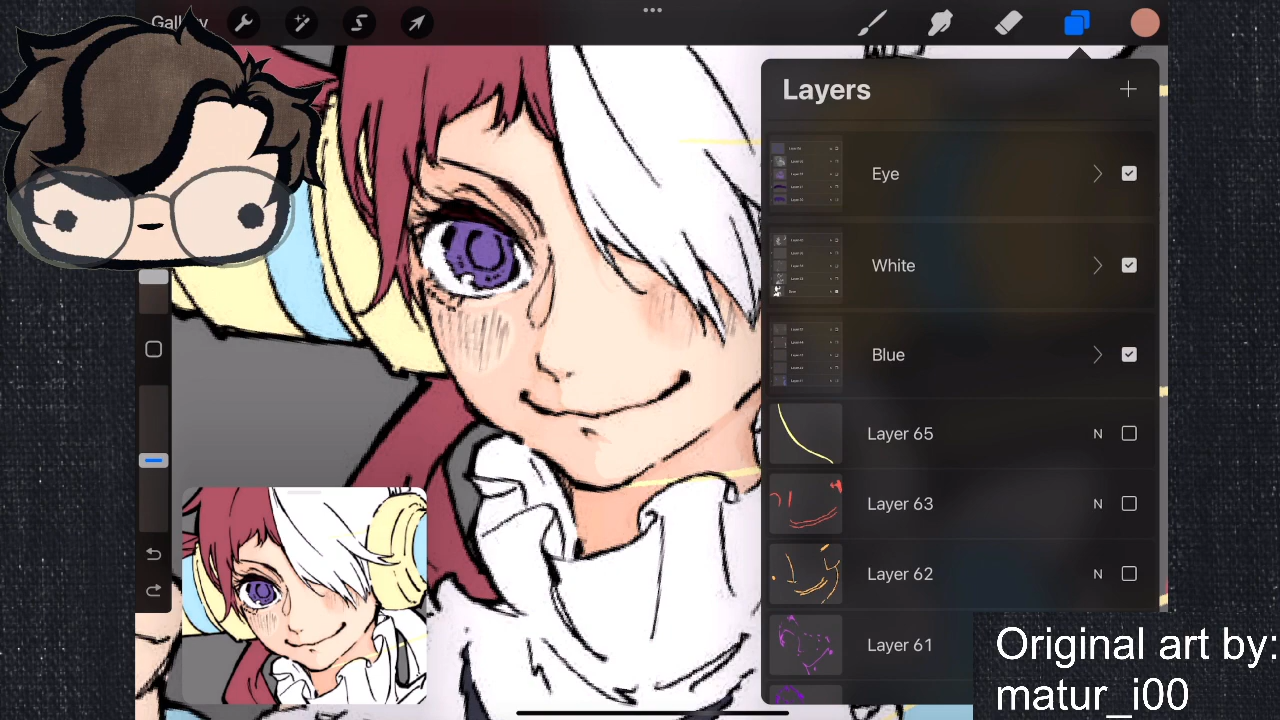 Gallery
Layers
Eye
White
Blue
Layer 65 N
Layer 63 N
Layer 62 N
Layer 61
Original art by:
matur_i00